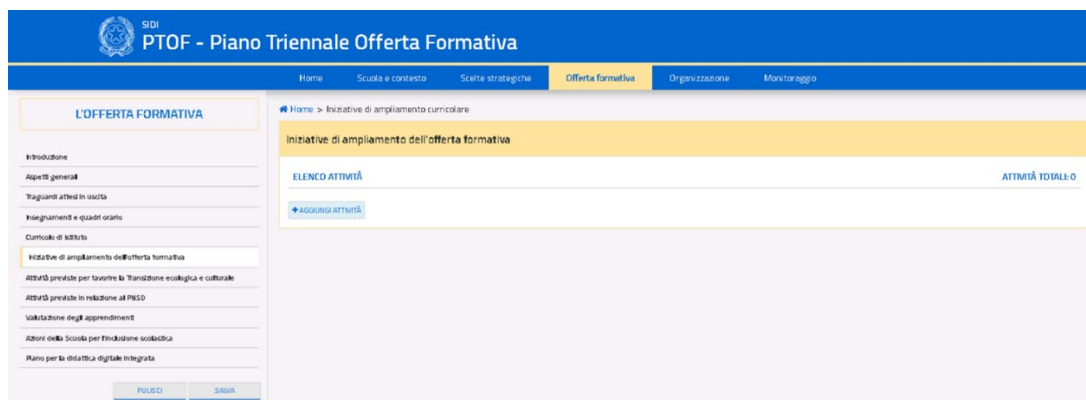 SIDI
PTOF - Piano Triennale Offerta Formativa
Home Scuola e contesto Scelte strategiche Offerta formativa Organizzazione Monitoraggio
L'OFFERTA FORMATIVA
Introduzione
Aspetti generali
Traguardi attesi in uscita
Insegnamenti e quadri orario
Curricolo di Istituto
Iniziative di ampliamento dell'offerta formativa
Attività previste per favorire la Transizione ecologica e culturale
Attività previste in relazione al PNSD
Valutazione degli apprendimenti
Azioni della Scuola per l'inclusione scolastica
Piano per la didattica digitale integrata
PULISCI SALVA
Home > Iniziative di ampliamento curricolare
Iniziative di ampliamento dell'offerta formativa
ELENCO ATTIVITÀ ATTIVITÀ TOTALI: 0
+ AGGIUNGI ATTIVITÀ